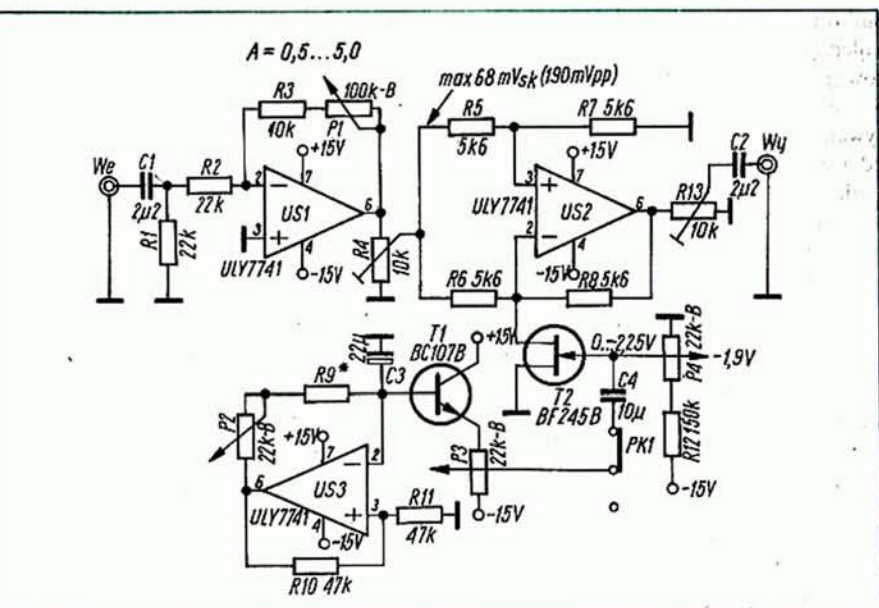 A = 0,5...5,0
max 68 mVsk (190mVpp)
R3
10k
100k-B
P1
+15V
7
We
C1
2µ2
R2
22k
R1
22k
2
3
US1
6
4
-15V
ULY7741
R4
10k
R5
5k6
R7 5k6
+15V
7
3
2
ULY7741
US2
6
4
-15V
R13
10k
C2
2µ2
Wy
R6 5k6
R8 5k6
22µ
C3
T1
BC107B
+15V
R9*
P2
22k-B
+15V
7
2
US3
6
3
ULY7741
4
-15V
R10 47k
R11
47k
P3
22k-B
-15V
T2
BF245B
0...-2,25V
C4
10µ
PK1
P4
22k-B
-1,9V
R12 150k
-15V